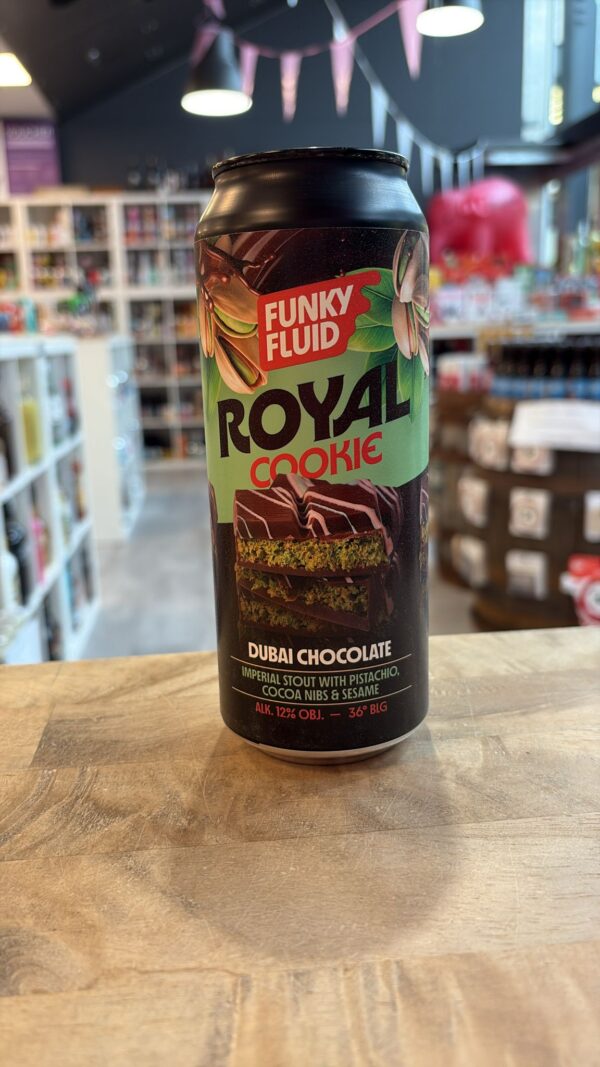 FUNKY
FLUID
ROYAL
COOKIE
DUBAI CHOCOLATE
IMPERIAL STOUT WITH PISTACHIO,
COCOA NIBS & SESAME
ALK. 12% OBJ. — 36° BLG